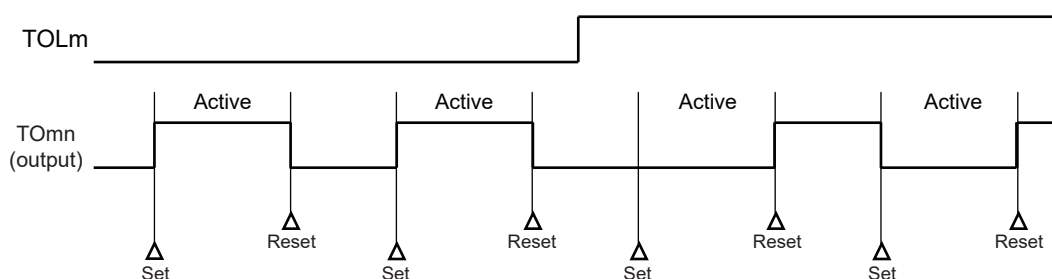 TOLm
Active
Active
Active
Active
TOmn
(output)
Reset
Reset
Reset
Reset
Set
Set
Set
Set